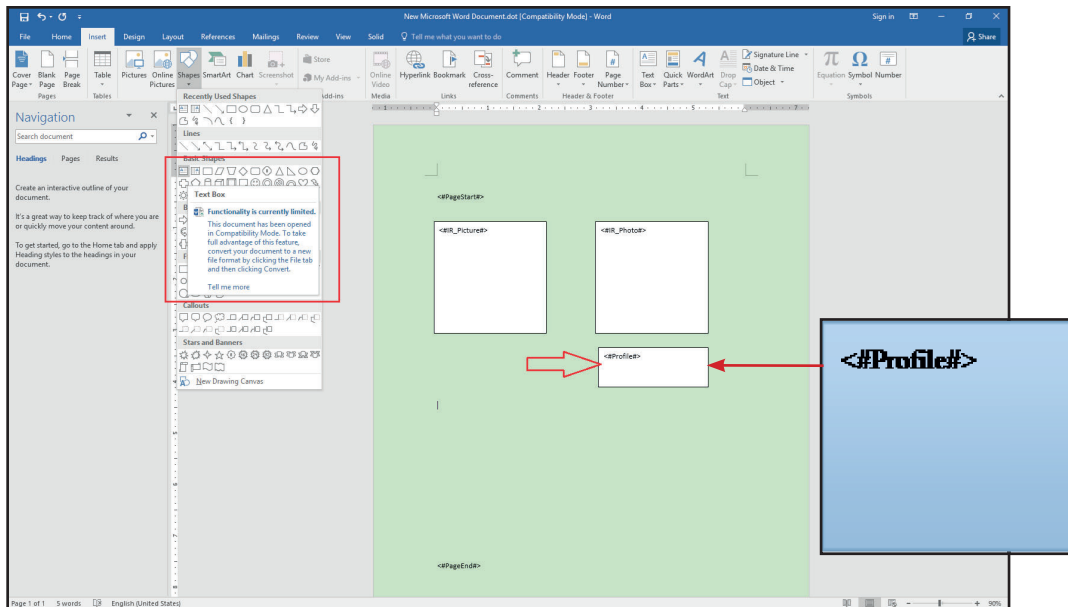 New Microsoft Word Document.dot [Compatibility Mode] - Word
Sign in
File Home Insert Design Layout References Mailings Review View Solid Tell me what you want to do
Share
Cover Page Blank Page Page Break
Table
Pictures Online Pictures Shapes SmartArt Chart Screenshot
Store
My Add-ins
Online Video
Hyperlink Bookmark Cross-reference
Comment
Header Footer Page Number
Text Box Quick Parts WordArt Drop Cap
Signature Line
Date & Time
Object
Equation Symbol Number
Pages Tables Add-ins Media Links Comments Header & Footer Text Symbols
Navigation
Search document
Headings Pages Results
Create an interactive outline of your
document.
It's a great way to keep track of where you are
or quickly move your content around.
To get started, go to the Home tab and apply
Heading styles to the headings in your
document.
Recently Used Shapes
Lines
Basic Shapes
Text Box
Functionality is currently limited.
This document has been opened
in Compatibility Mode. To take
full advantage of this feature,
convert your document to a new
file format by clicking the File tab
and then clicking Convert.
Tell me more
Callouts
Stars and Banners
New Drawing Canvas
<#PageStart#>
<#IR_Picture#>
<#IR_Photo#>
<#Profile#>
<#PageEnd#>
<#Profile#>
Page 1 of 1 5 words English (United States)
90%